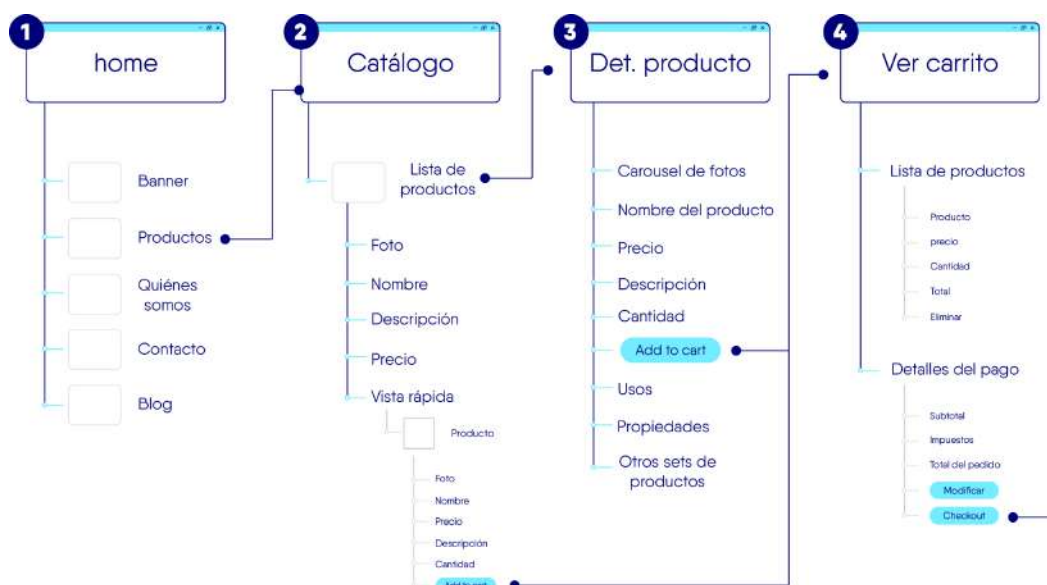 1
home
Banner
Productos
Quiénes
somos
Contacto
Blog
2
Catálogo
Lista de
productos
Foto
Nombre
Descripción
Precio
Vista rápida
Producto
Foto
Nombre
Precio
Descripción
Cantidad
Add to cart
3
Det. producto
Carousel de fotos
Nombre del producto
Precio
Descripción
Cantidad
Add to cart
Usos
Propiedades
Otros sets de
productos
4
Ver carrito
Lista de productos
Producto
precio
Cantidad
Total
Eliminar
Detalles del pago
Subtotal
Impuestos
Total del pedido
Modificar
Checkout